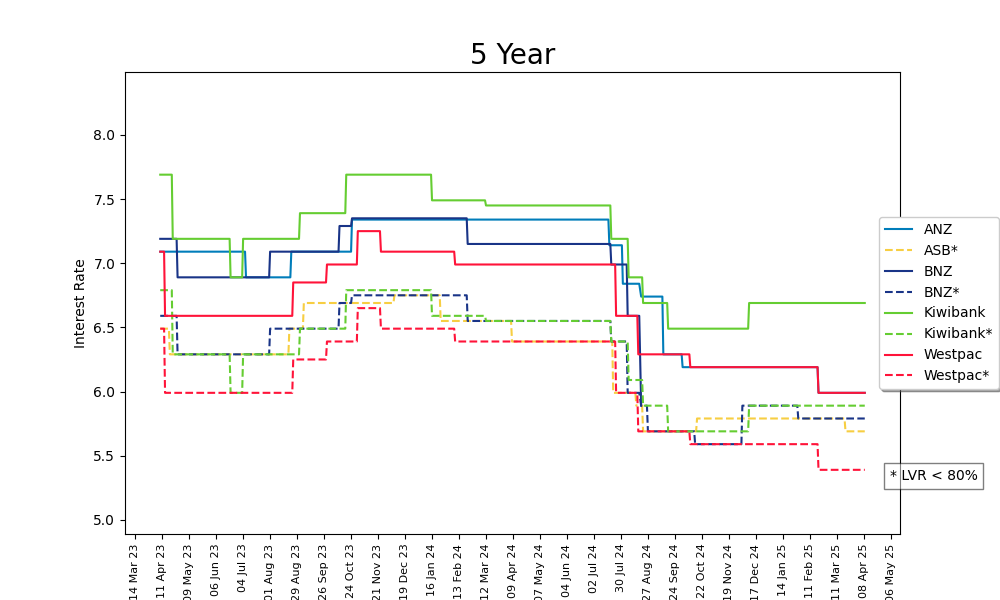 5 Year
Interest Rate
8.0
7.5
7.0
6.5
6.0
5.5
5.0
14 Mar 23
11 Apr 23
09 May 23
06 Jun 23
04 Jul 23
01 Aug 23
29 Aug 23
26 Sep 23
24 Oct 23
21 Nov 23
19 Dec 23
16 Jan 24
13 Feb 24
12 Mar 24
09 Apr 24
07 May 24
04 Jun 24
02 Jul 24
30 Jul 24
27 Aug 24
24 Sep 24
22 Oct 24
19 Nov 24
17 Dec 24
14 Jan 25
11 Feb 25
11 Mar 25
08 Apr 25
06 May 25
ANZ
ASB*
BNZ
BNZ*
Kiwibank
Kiwibank*
Westpac
Westpac*
* LVR < 80%